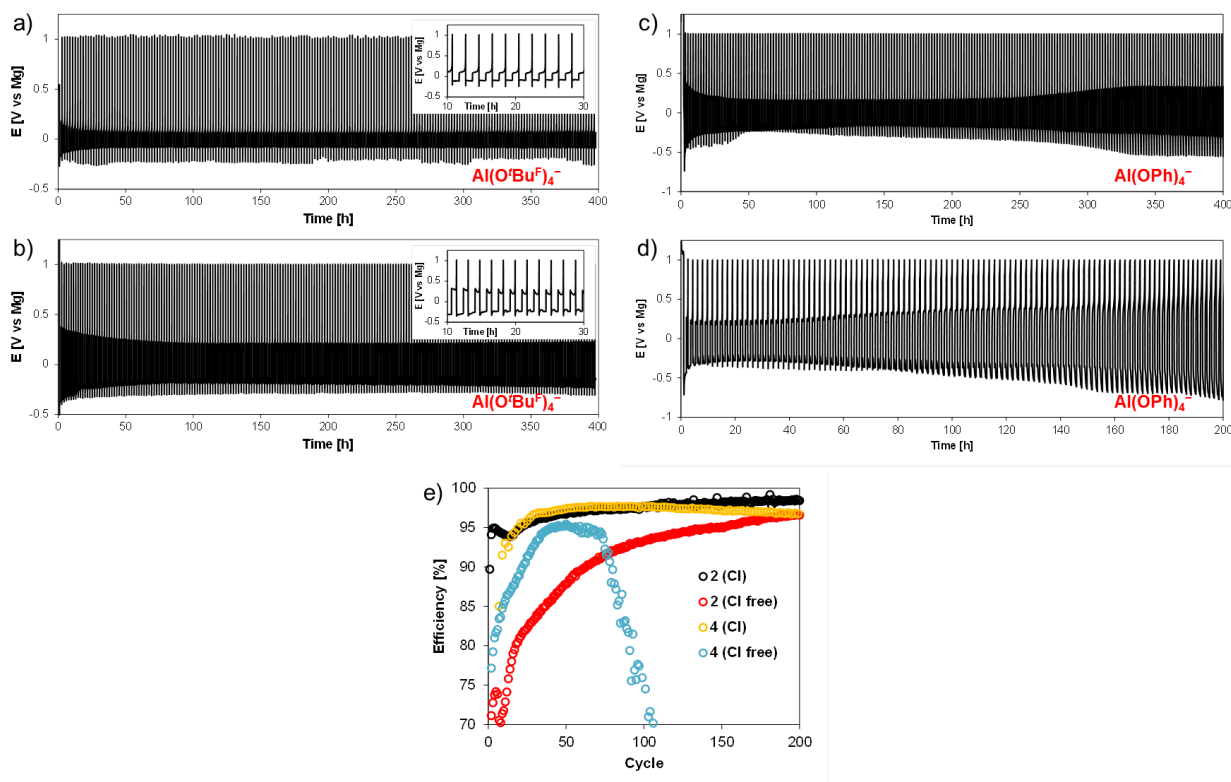 a)
E [V vs Mg]
1
0.5
0
-0.5
0 50 100 150 200 250 300 350 400
Time [h]
Al(OᵗBuᶠ)₄⁻
E [V vs Mg]
1
0.5
0
-0.5
10 20 30
Time [h]
b)
E [V vs Mg]
1
0.5
0
-0.5
0 50 100 150 200 250 300 350 400
Time [h]
Al(OᵗBuᶠ)₄⁻
E [V vs Mg]
1
0.5
0
-0.5
10 20 30
Time [h]
c)
E [V vs Mg]
1
0.5
0
-0.5
-1
0 50 100 150 200 250 300 350 400
Time [h]
Al(OPh)₄⁻
d)
E [V vs Mg]
1
0.5
0
-0.5
-1
0 20 40 60 80 100 120 140 160 180 200
Time [h]
Al(OPh)₄⁻
e)
Efficiency [%]
100
95
90
85
80
75
70
0 50 100 150 200
Cycle
2 (Cl)
2 (Cl free)
4 (Cl)
4 (Cl free)